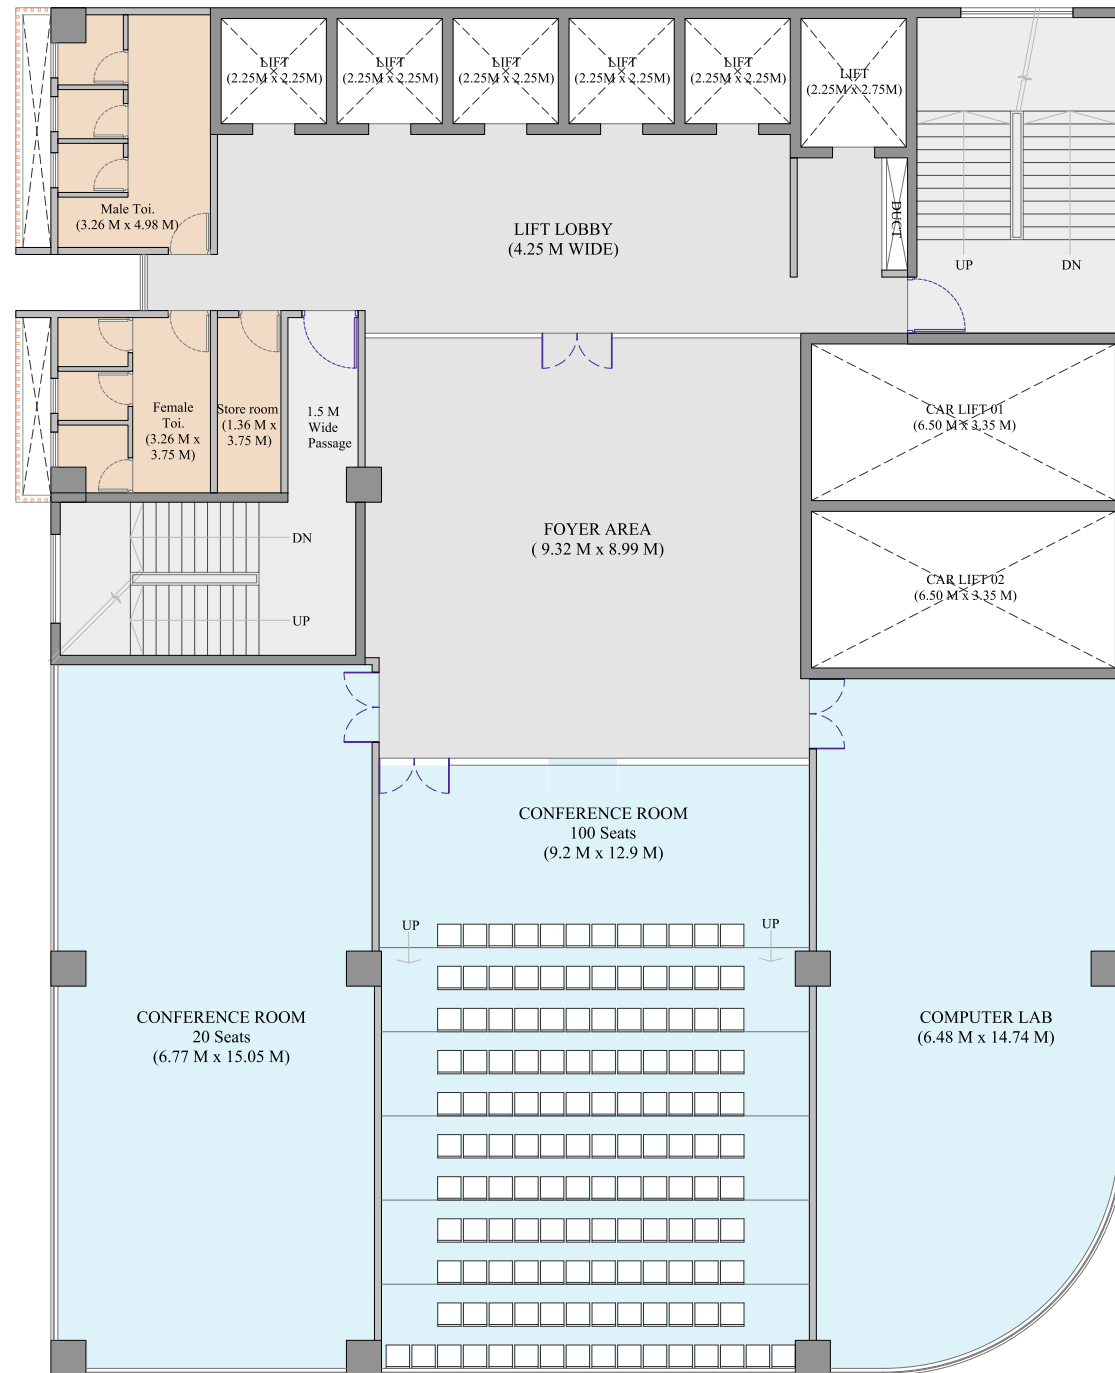 LIFT
(2.25M x 2.25M)
LIFT
(2.25M x 2.25M)
LIFT
(2.25M x 2.25M)
LIFT
(2.25M x 2.25M)
LIFT
(2.25M x 2.25M)
LIFT
(2.25M x 2.75M)
Male Toi.
(3.26 M x 4.98 M)
LIFT LOBBY
(4.25 M WIDE)
DUCT
UP
DN
Female
Toi.
(3.26 M x
3.75 M)
Store room
(1.36 M x
3.75 M)
1.5 M
Wide
Passage
CAR LIFT 01
(6.50 M x 3.35 M)
FOYER AREA
( 9.32 M x 8.99 M)
DN
UP
CAR LIFT 02
(6.50 M x 3.35 M)
CONFERENCE ROOM
100 Seats
(9.2 M x 12.9 M)
UP
UP
CONFERENCE ROOM
20 Seats
(6.77 M x 15.05 M)
COMPUTER LAB
(6.48 M x 14.74 M)